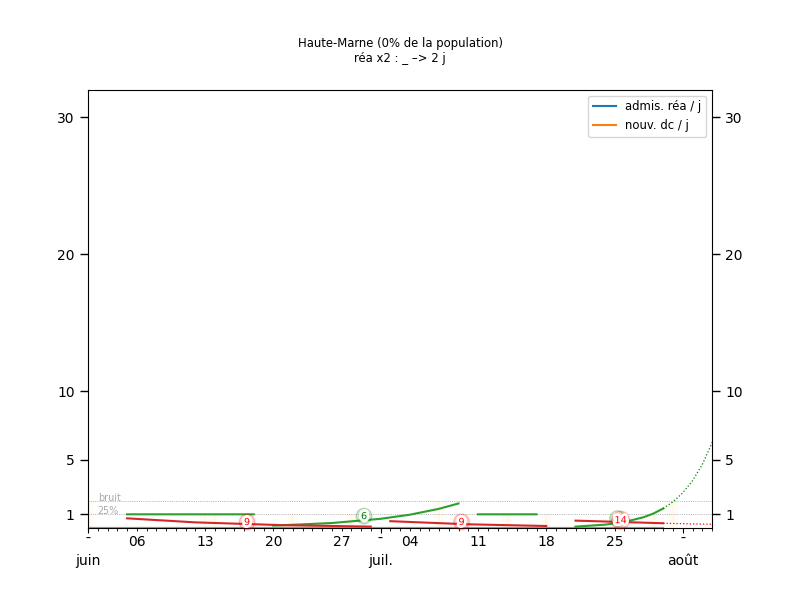 Haute-Marne (0% de la population)
réa x2 : _ –> 2 j
admis. réa / j
nouv. dc / j
30 30
20 20
10 10
5 5
bruit
25%
1 1
9 6 9 14
- 06 13 20 27 - 04 11 18 25 -
juin juil. août